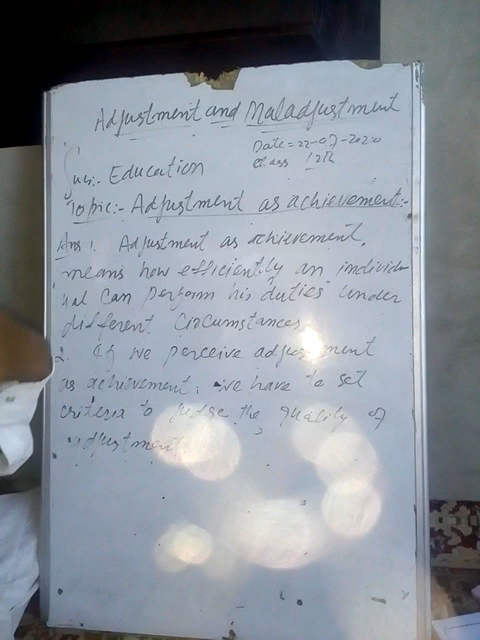 Adjustment and Maladjustment
Date = 22-07-2020
Class 12th
Sub:- Education
Topic:- Adjustment as achievement:-
Ans 1. Adjustment as achievement,
means how efficiently an individ-
ual can perform his duties under
different circumstances.
2. If we perceive adjustment
as achievement, we have to set
criteria to judge the quality of
adjustment